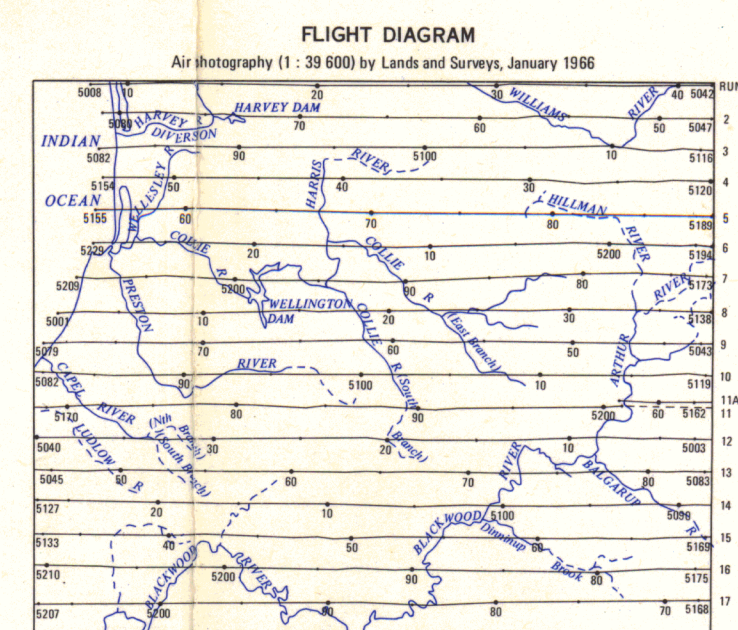 FLIGHT DIAGRAM
Air photography (1 : 39 600) by Lands and Surveys, January 1966
5008 10 20 30 40 5042 RUN
WILLIAMS RIVER
HARVEY DAM
5080 HARVEY R 70 60 50 5047 2
DIVERSON
INDIAN
5082 90 5100 10 5116 3
HARRIS RIVER
5154 50 40 30 5120 4
WELLESLEY R
OCEAN
5155 60 70 80 5189 5
HILLMAN RIVER
5229 COLLIE 20 COLLIE 10 5200 5194 6
5209 R 5200 90 80 RIVER 5173 7
PRESTON
WELLINGTON
DAM
COLLIE R (South Branch)
R (East Branch)
5001 10 20 30 5138 8
5079 70 60 50 5043 9
ARTHUR
5082 90 RIVER 5100 10 5119 10
CAPEL RIVER
5170 80 90 5200 60 5162 11A
(Nth Branch)
(South Branch)
5040 30 20 10 5003 12
LUDLOW R
5045 50 60 70 80 5083 13
RIVER
BALGARUP R
5127 20 10 5100 5098 14
BLACKWOOD
Dinninup Brook
5133 40 50 60 5169 15
BLACKWOOD RIVER
5210 5200 90 80 5175 16
5207 5200 90 80 70 5168 17